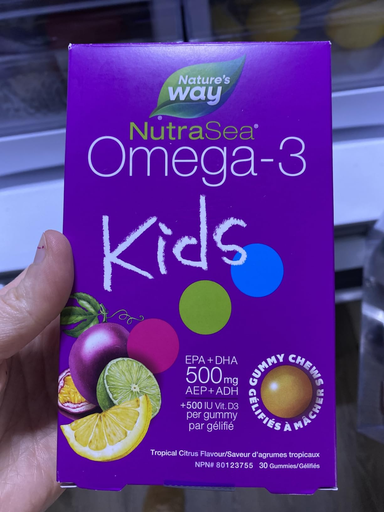 Nature's
way
NutraSea®
Omega-3
Kids
EPA + DHA
500 mg
AEP + ADH
+500 IU Vit. D3
per gummy
par gélifié
GUMMY CHEWS
GÉLIFIÉS À MÂCHER
Tropical Citrus Flavour/Saveur d'agrumes tropicaux
NPN# 80123755 30 Gummies/Gélifiés